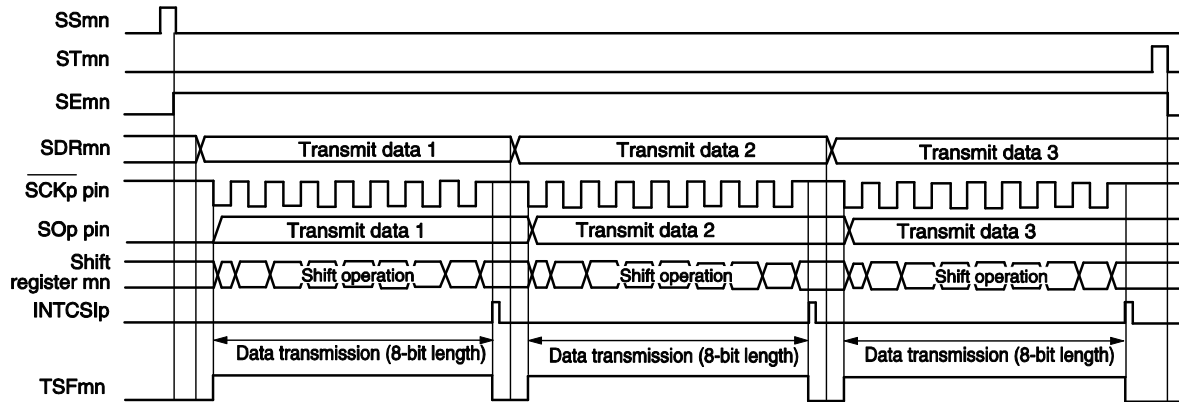 SSmn
STmn
SEmn
SDRmn Transmit data 1 Transmit data 2 Transmit data 3
SCKp pin
SOp pin Transmit data 1 Transmit data 2 Transmit data 3
Shift
register mn Shift operation Shift operation Shift operation
INTCSIp
Data transmission (8-bit length) Data transmission (8-bit length) Data transmission (8-bit length)
TSFmn